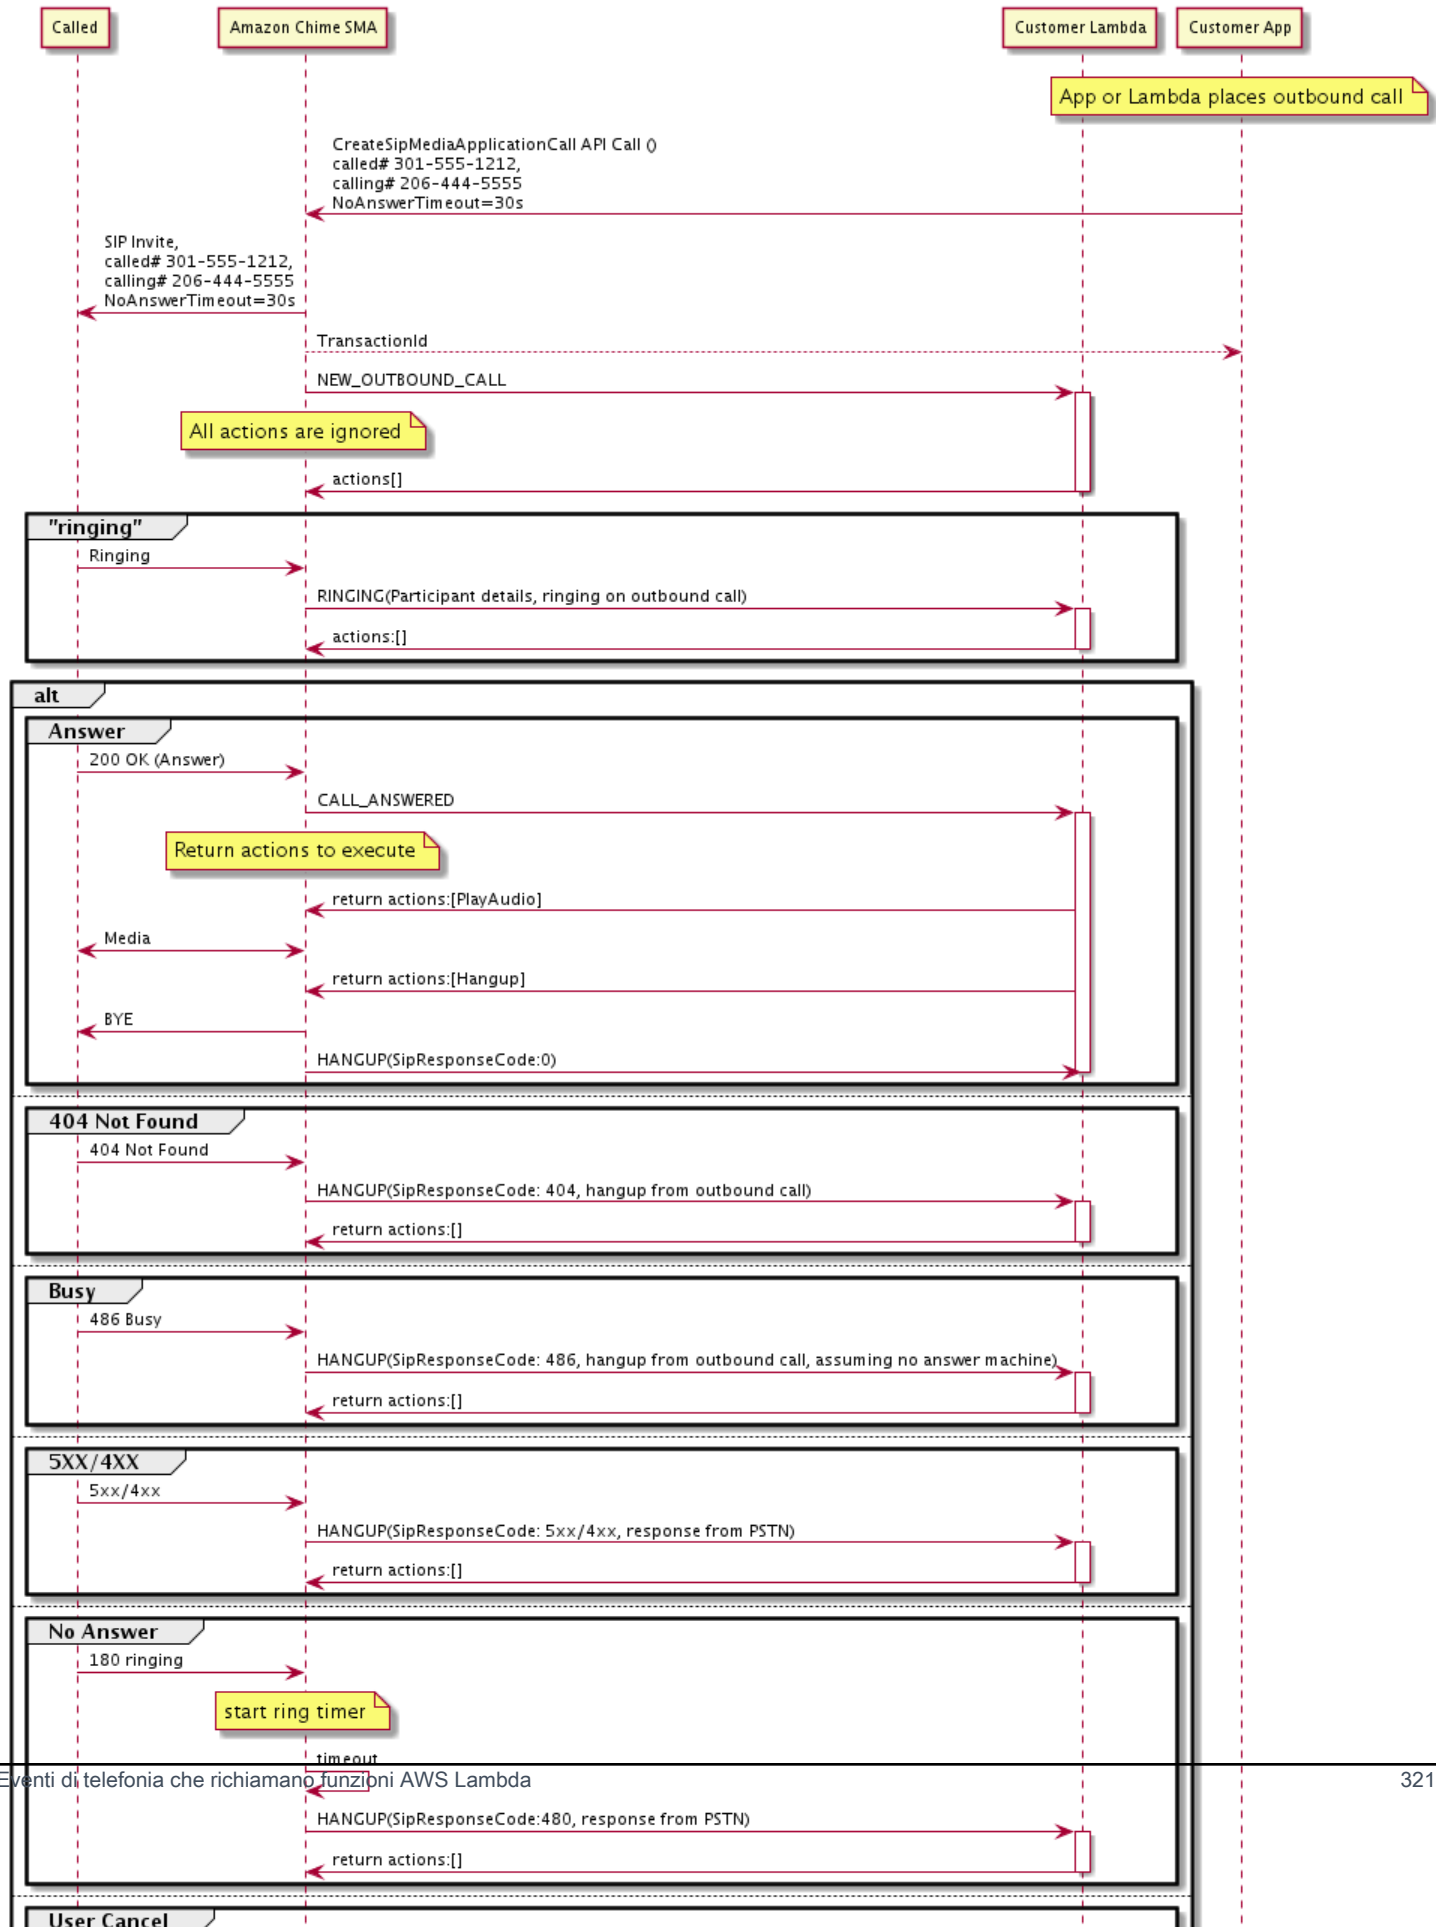 Called
Amazon Chime SMA
Customer Lambda
Customer App
App or Lambda places outbound call
CreateSipMediaApplicationCall API Call ()
called# 301-555-1212,
calling# 206-444-5555
NoAnswerTimeout=30s
SIP Invite,
called# 301-555-1212,
calling# 206-444-5555
NoAnswerTimeout=30s
TransactionId
NEW_OUTBOUND_CALL
All actions are ignored
actions[]
"ringing"
Ringing
RINGING(Participant details, ringing on outbound call)
actions:[]
alt
Answer
200 OK (Answer)
CALL_ANSWERED
Return actions to execute
return actions:[PlayAudio]
Media
return actions:[Hangup]
BYE
HANGUP(SipResponseCode:0)
404 Not Found
404 Not Found
HANGUP(SipResponseCode: 404, hangup from outbound call)
return actions:[]
Busy
486 Busy
HANGUP(SipResponseCode: 486, hangup from outbound call, assuming no answer machine)
return actions:[]
5XX/4XX
5xx/4xx
HANGUP(SipResponseCode: 5xx/4xx, response from PSTN)
return actions:[]
No Answer
180 ringing
start ring timer
timeout
Eventi di telefonia che richiamano funzioni AWS Lambda
321
HANGUP(SipResponseCode:480, response from PSTN)
return actions:[]
User Cancel